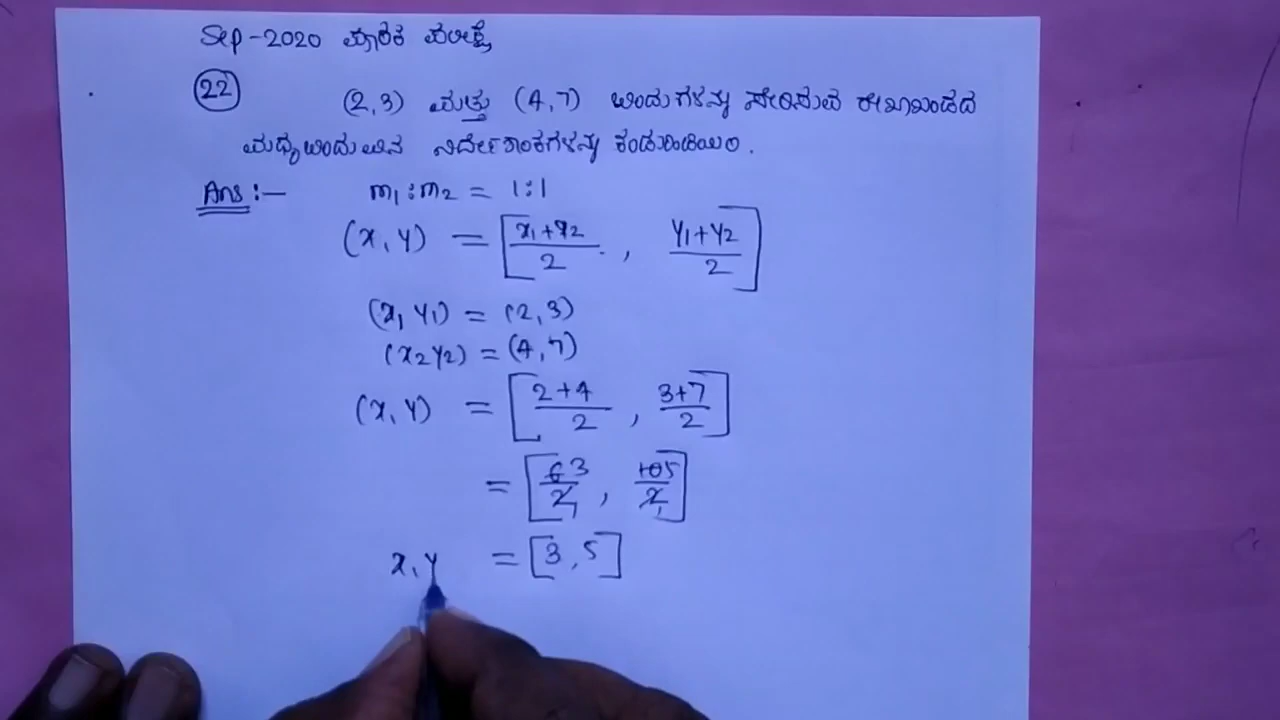 Sep-2020 ಪೂರಕ ಪರೀಕ್ಷೆ
22 (2,3) ಮತ್ತು (4,7) ಬಿಂದುಗಳನ್ನು ಸೇರಿಸುವ ರೇಖಾಖಂಡದ
ಮಧ್ಯಬಿಂದುವಿನ ನಿರ್ದೇಶಾಂಕಗಳನ್ನು ಕಂಡುಹಿಡಿಯಿರಿ.
Ans :- m₁:m₂ = 1:1
(x, y) = [x₁+x₂/2 , y₁+y₂/2]
(x₁ y₁) = (2,3)
(x₂y₂) = (4,7)
(x, y) = [2+4/2 , 3+7/2]
= [6 3/2 1 , 10 5/2 1]
x, y = [3,5]